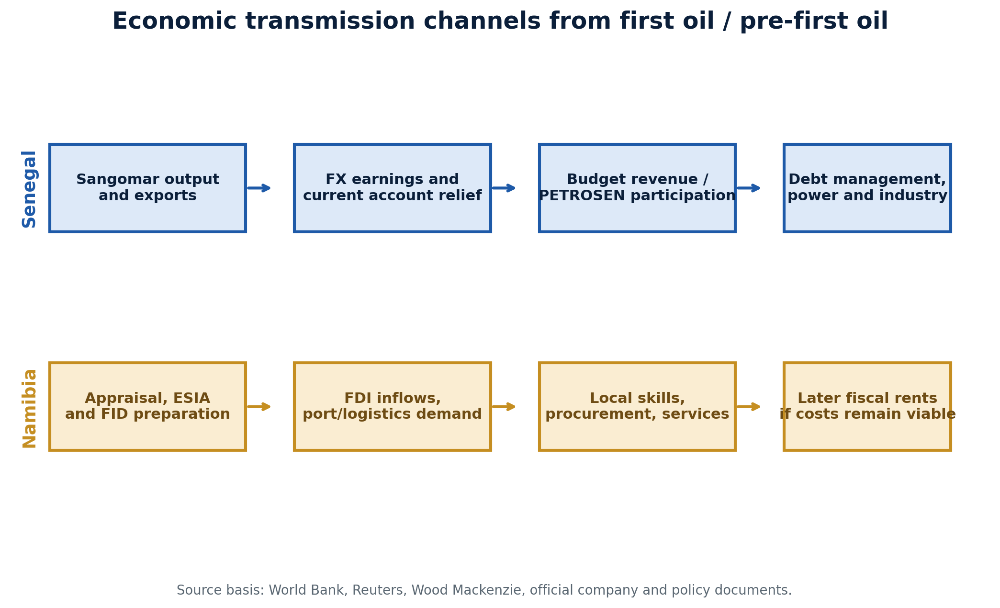 Economic transmission channels from first oil / pre-first oil
Senegal
Sangomar output
and exports
FX earnings and
current account relief
Budget revenue /
PETROSEN participation
Debt management,
power and industry
Namibia
Appraisal, ESIA
and FID preparation
FDI inflows,
port/logistics demand
Local skills,
procurement, services
Later fiscal rents
if costs remain viable
Source basis: World Bank, Reuters, Wood Mackenzie, official company and policy documents.